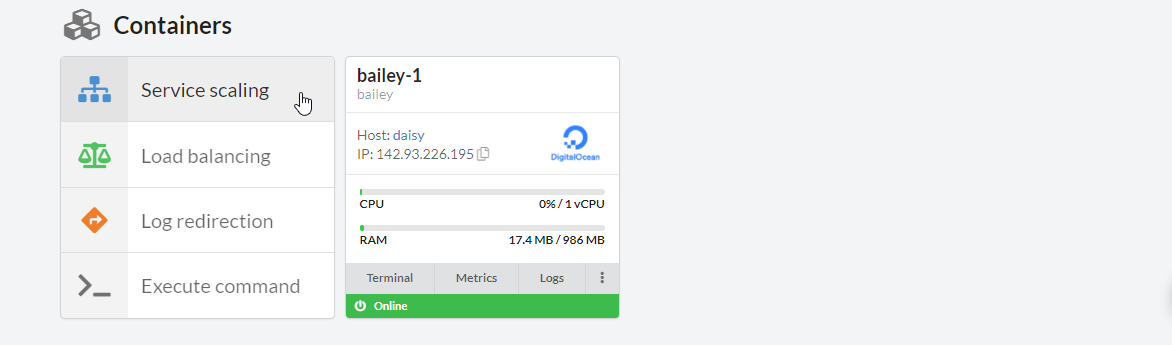 Containers
Service scaling
Load balancing
Log redirection
Execute command
bailey-1
bailey
Host: daisy
IP: 142.93.226.195
DigitalOcean
CPU 0% / 1 vCPU
RAM 17.4 MB / 986 MB
Terminal Metrics Logs
Online